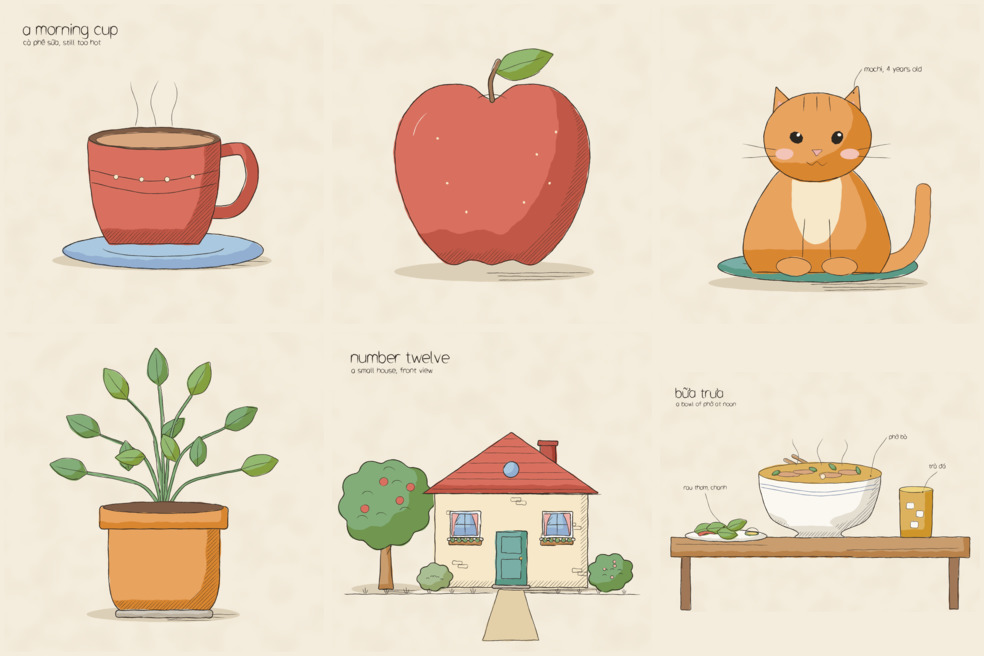 a morning cup
cà phê sữa, still too hot
mochi, 4 years old
number twelve
a small house, front view
bữa trưa
a bowl of phở at noon
phở bò
trà đá
rau thơm, chanh